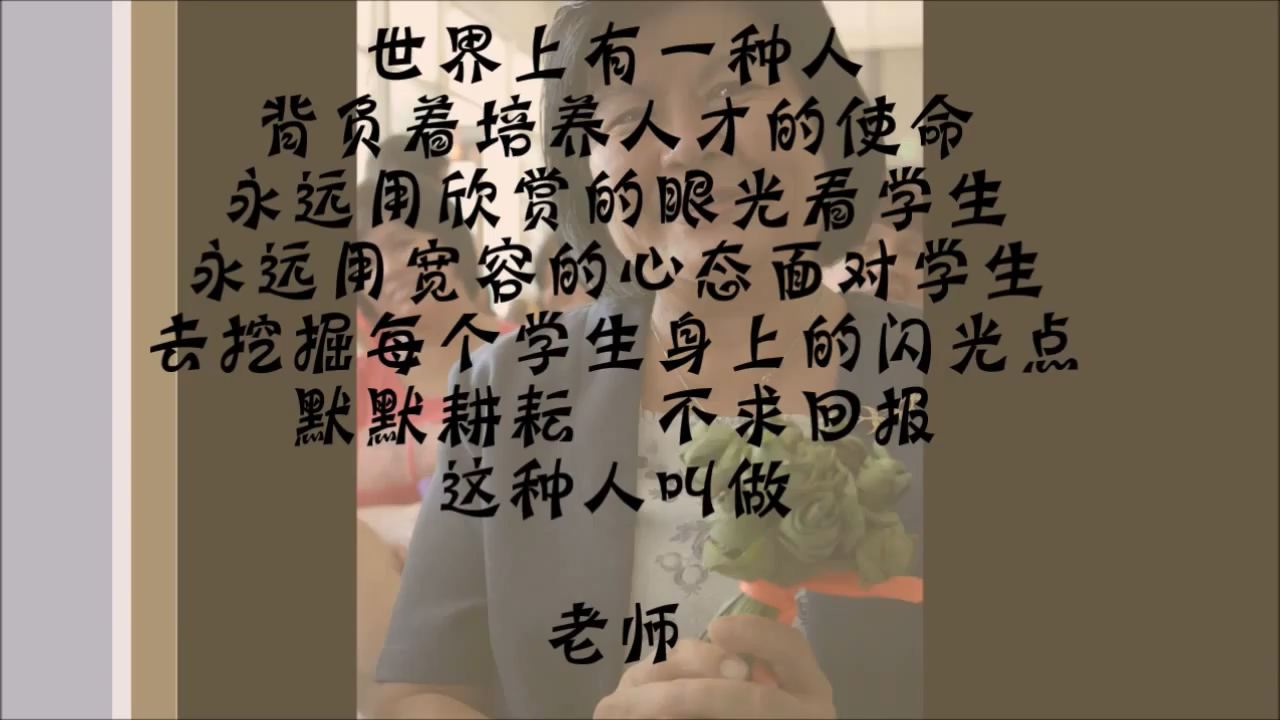 世界上有一种人
背负着培养人才的使命
永远用欣赏的眼光看学生
永远用宽容的心态面对学生
去挖掘每个学生身上的闪光点
默默耕耘 不求回报
这种人叫做
老师